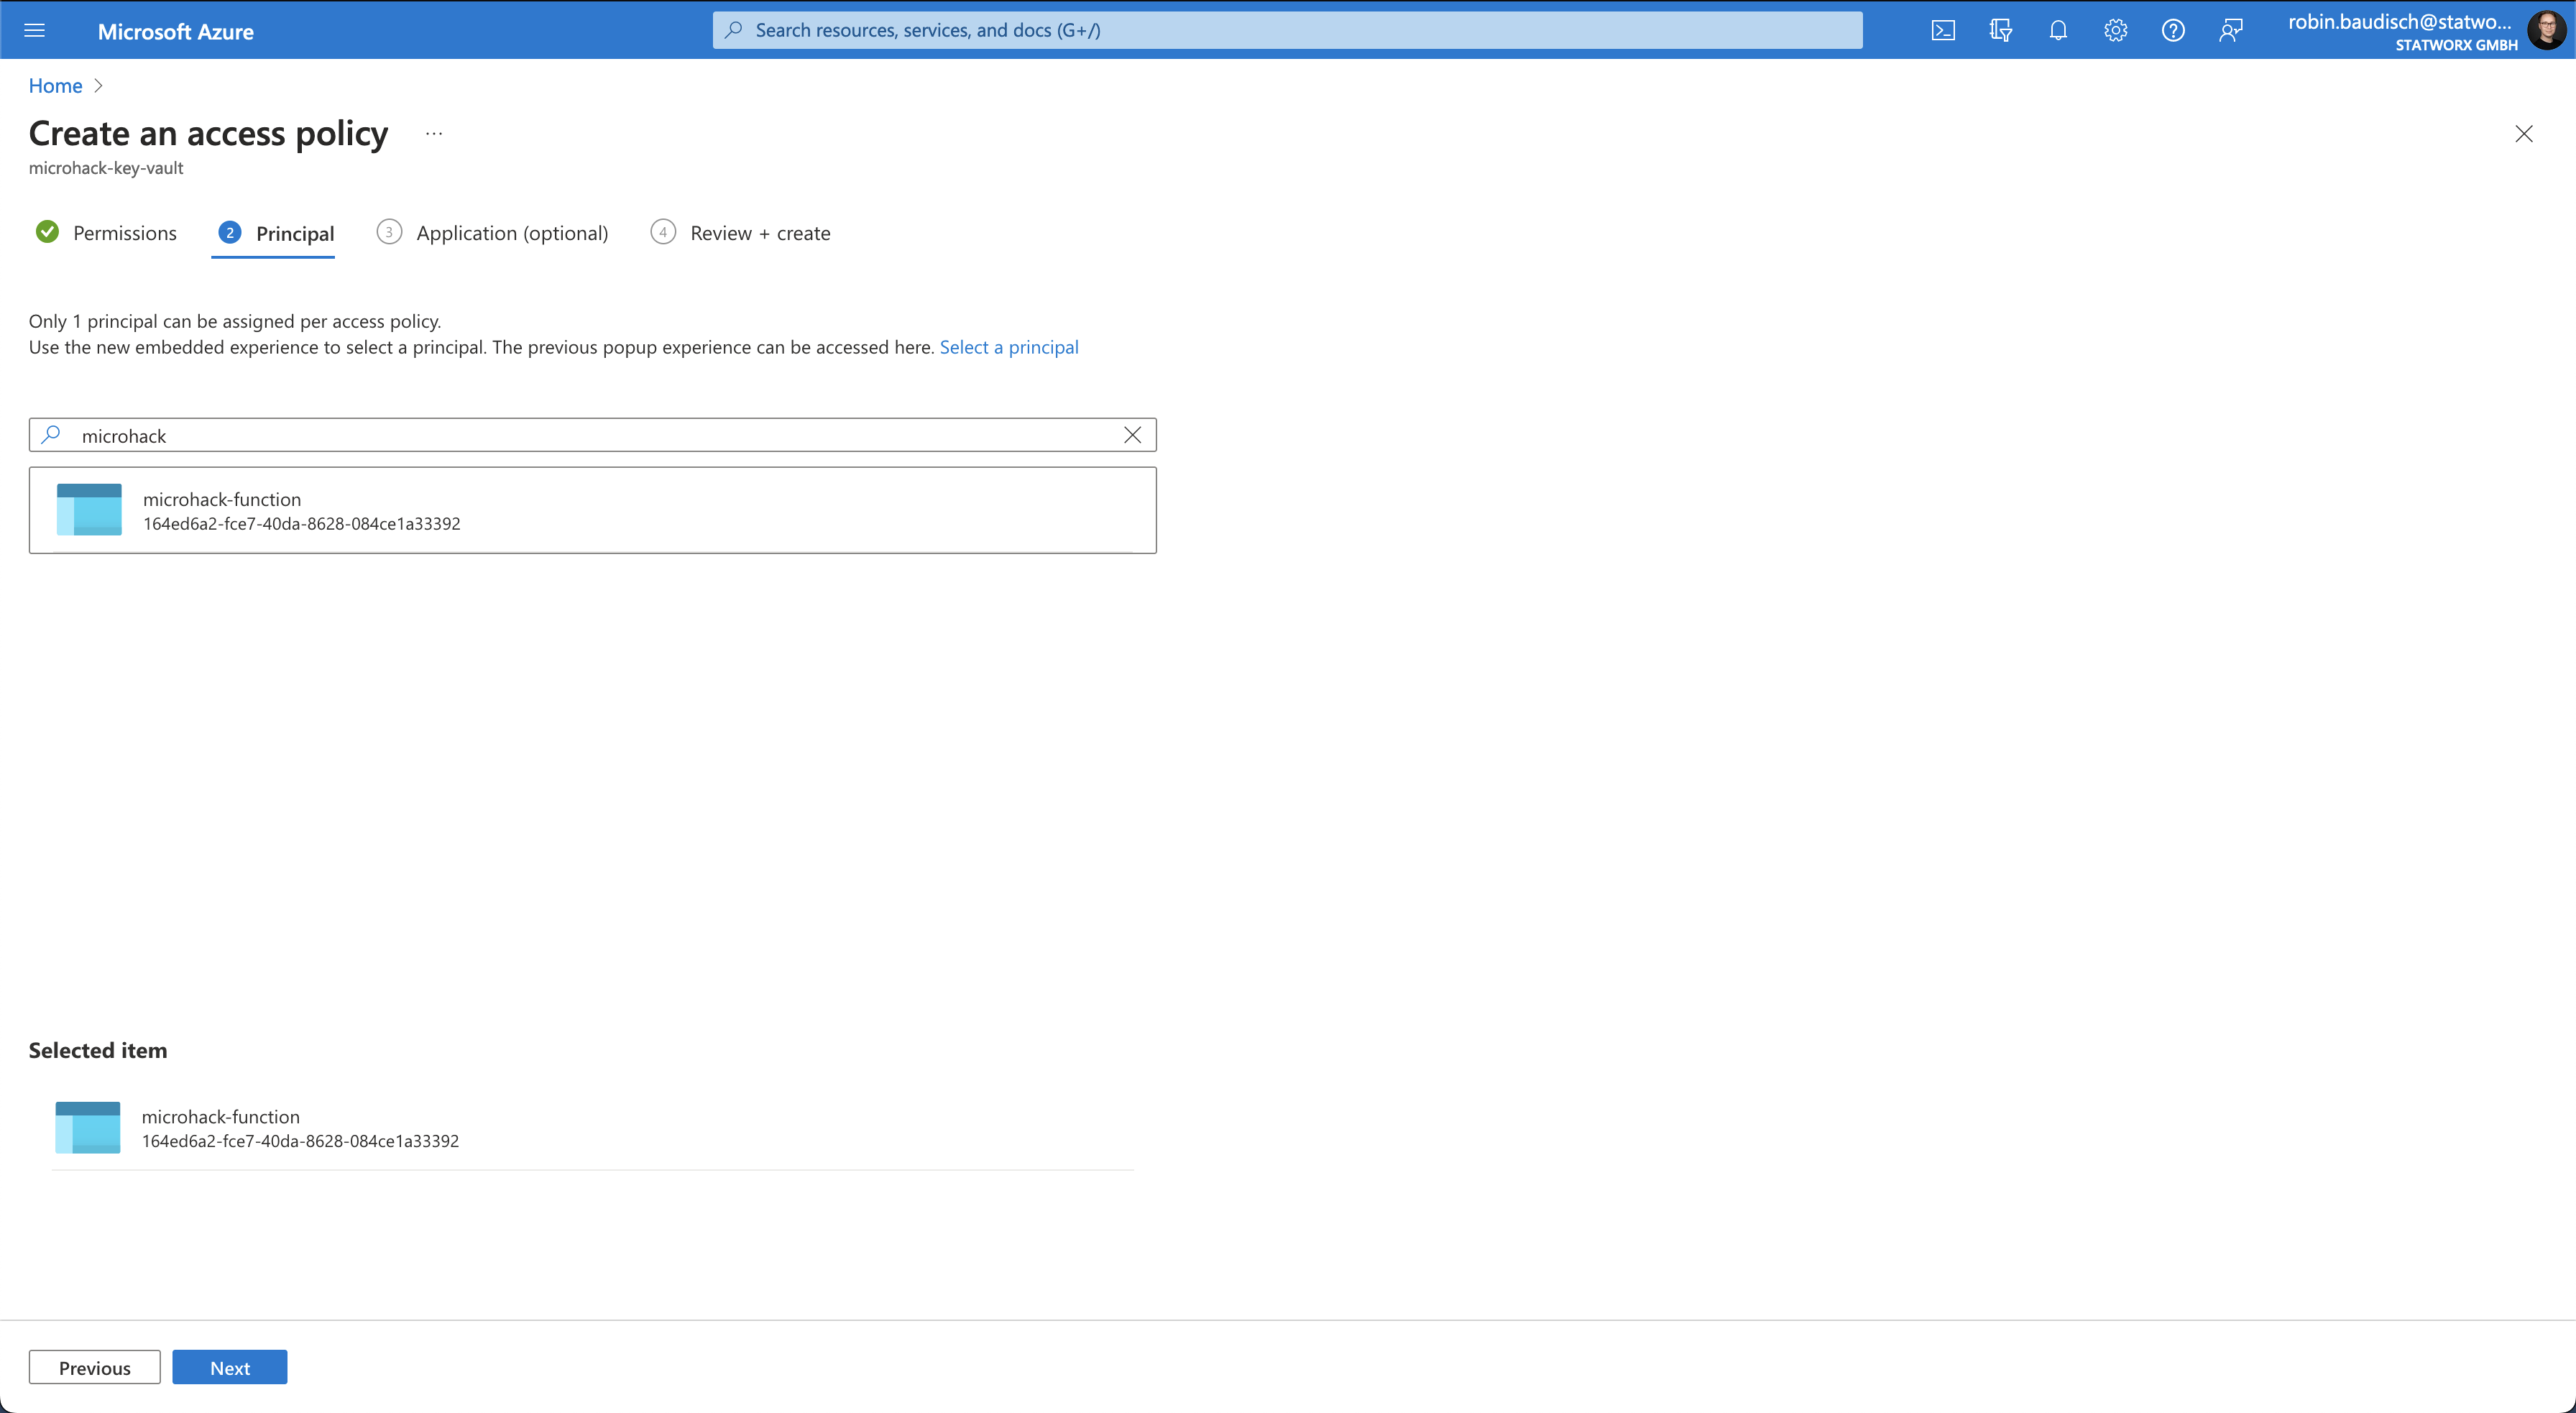 Microsoft Azure
Search resources, services, and docs (G+/)
robin.baudisch@statwo...
STATWORX GMBH
Home
Create an access policy
...
microhack-key-vault
Permissions
2 Principal
3 Application (optional)
4 Review + create
Only 1 principal can be assigned per access policy.
Use the new embedded experience to select a principal. The previous popup experience can be accessed here. Select a principal
microhack
microhack-function
164ed6a2-fce7-40da-8628-084ce1a33392
Selected item
microhack-function
164ed6a2-fce7-40da-8628-084ce1a33392
Previous
Next